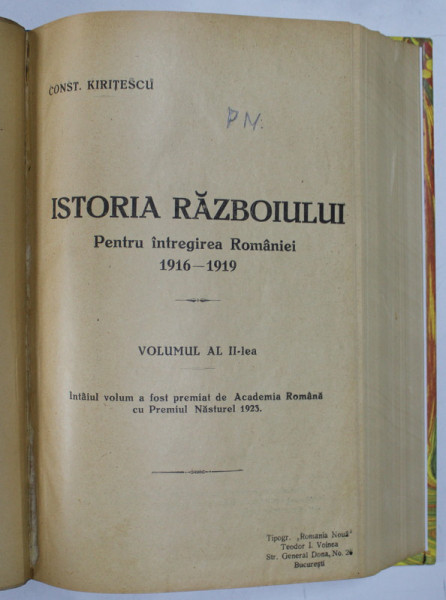 CONST. KIRIȚESCU
P.N.
ISTORIA RĂZBOIULUI
Pentru întregirea României
1916—1919
VOLUMUL AL II-lea
Intâiul volum a fost premiat de Academia Română
cu Premiul Năsturel 1923.
Tipogr. „Romania Nouă"
Teodor I. Voinea
Str. General Dona, No. 26
București